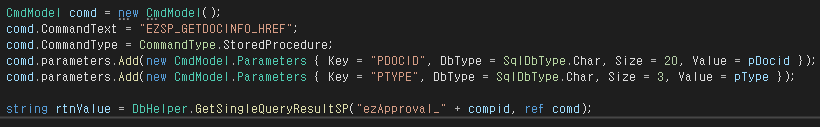 CmdModel comd = new CmdModel();
comd.CommandText = "EZSP_GETDOCINFO_HREF";
comd.CommandType = CommandType.StoredProcedure;
comd.parameters.Add(new CmdModel.Parameters { Key = "PDOCID", DbType = SqlDbType.Char, Size = 20, Value = pDocid });
comd.parameters.Add(new CmdModel.Parameters { Key = "PTYPE", DbType = SqlDbType.Char, Size = 3, Value = pType });
string rtnValue = DbHelper.GetSingleQueryResultSP("ezApproval_" + compid, ref comd);